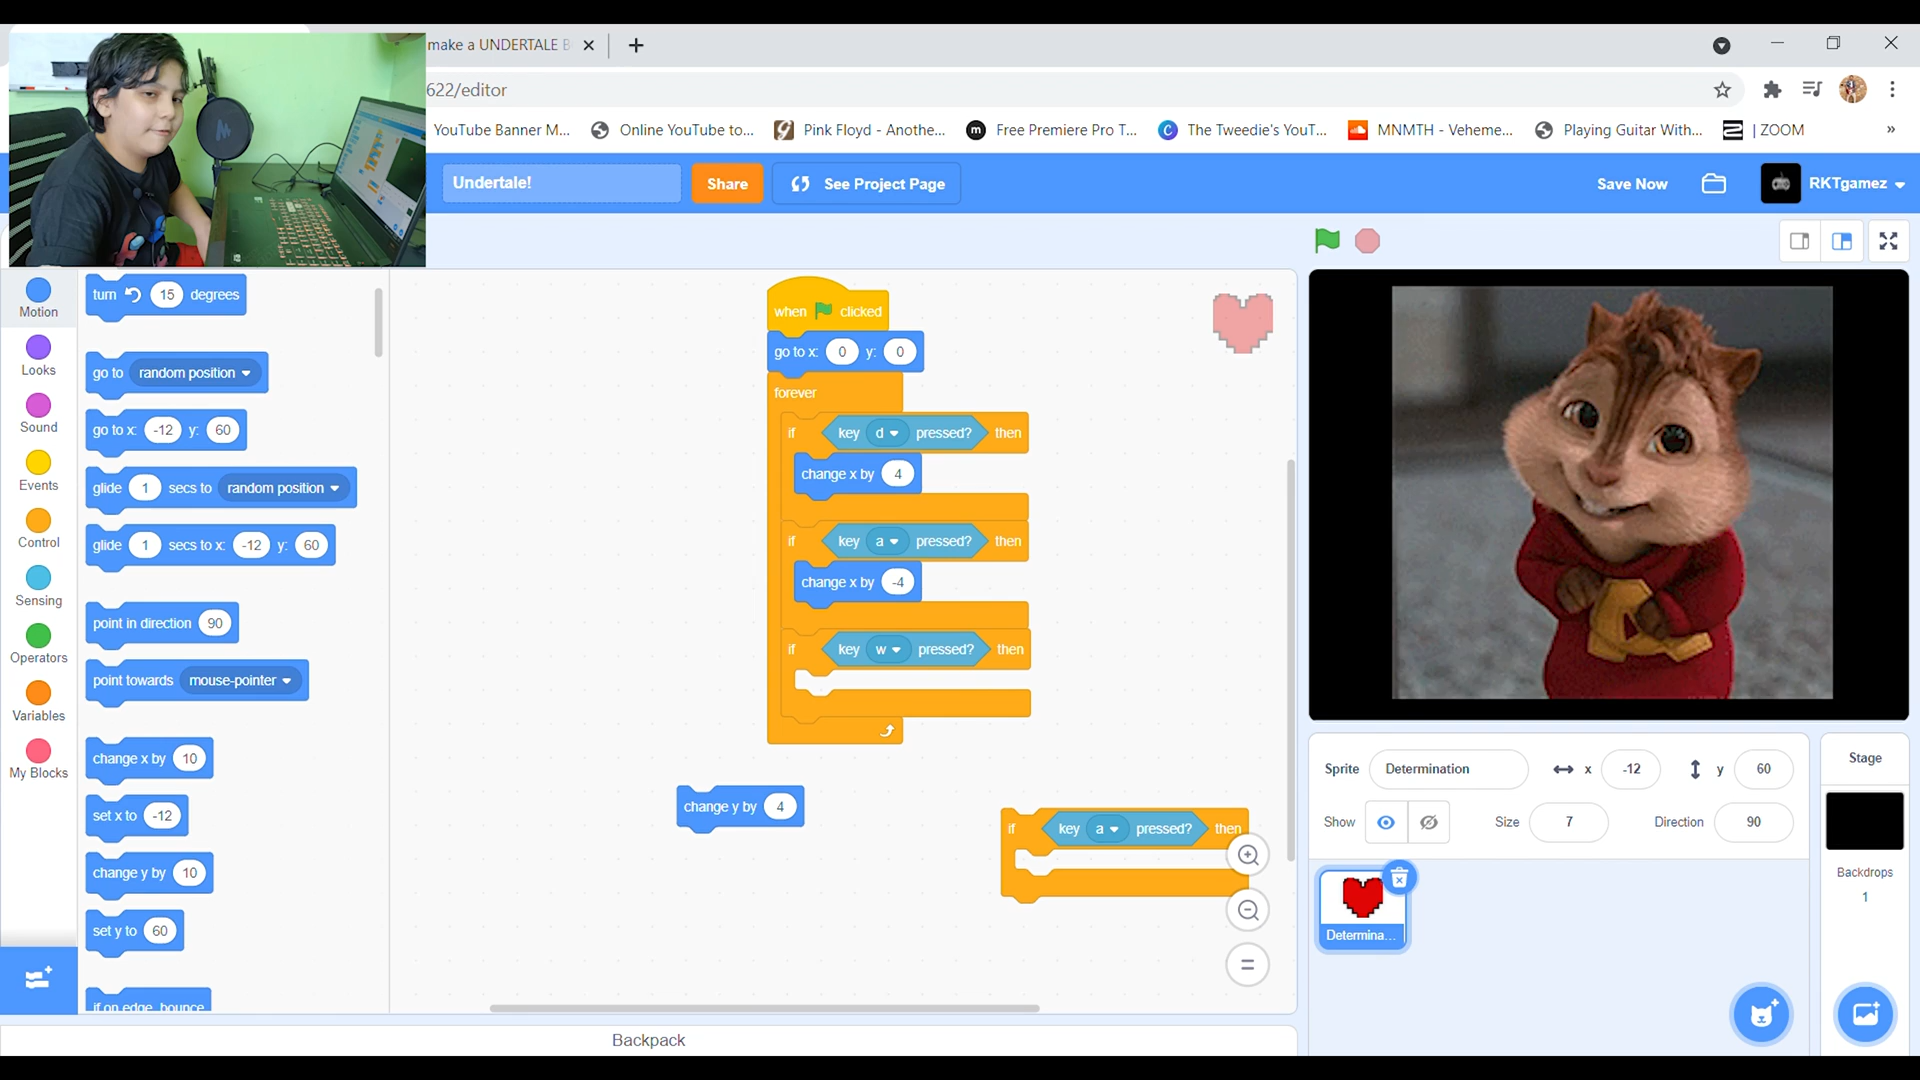 make a UNDERTALE B
622/editor
YouTube Banner M...
Online YouTube to...
Pink Floyd - Anothe...
Free Premiere Pro T...
The Tweedie's YouT...
MNMTH - Veheme...
Playing Guitar With...
| ZOOM
»
Undertale!
Share
See Project Page
Save Now
RKTgamez
Motion
Looks
Sound
Events
Control
Sensing
Operators
Variables
My Blocks
turn 15 degrees
go to random position
go to x: -12 y: 60
glide 1 secs to random position
glide 1 secs to x: -12 y: 60
point in direction 90
point towards mouse-pointer
change x by 10
set x to -12
change y by 10
set y to 60
if on edge, bounce
when clicked
go to x: 0 y: 0
forever
if key d pressed? then
change x by 4
if key a pressed? then
change x by -4
if key w pressed? then
change y by 4
if key a pressed? then
Backpack
Sprite Determination x -12 y 60
Show Size 7 Direction 90
Determina...
Stage
Backdrops
1